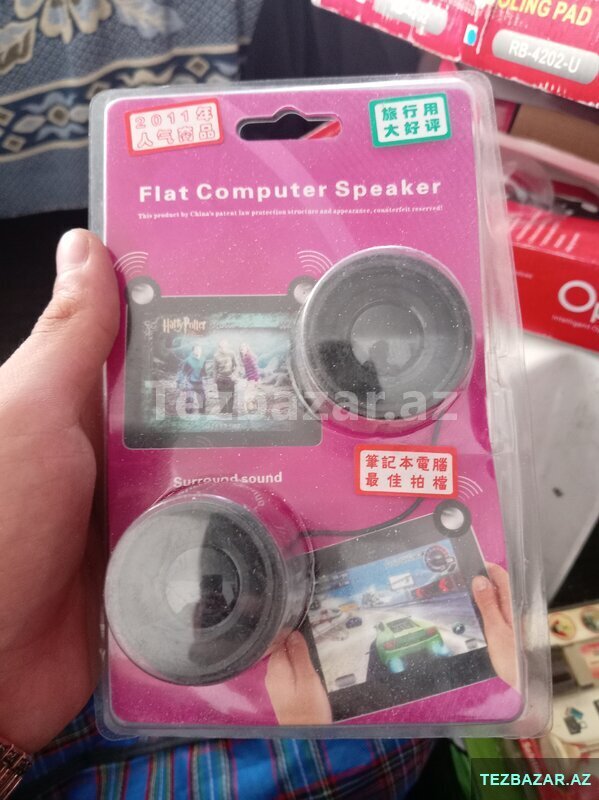 OLING PAD
RB-4202-U
2011年
人气商品
旅行用
大好评
Flat Computer Speaker
This product by China's patent law protection structure and appearance, counterfeit reserved!
Harry Potter
Tezbazar.az
筆記本電腦
最佳拍檔
Surround sound
Op
TEZBAZAR.AZ